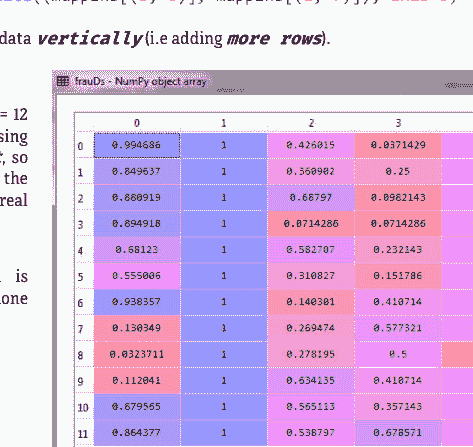 data vertically (i.e adding more rows).
frauDs - NumPy object array
= 12
sing
, so
the
real
is
one
0 1 2 3
0 0.994686 1 0.426015 0.0371429
1 0.849637 1 0.360902 0.25
2 0.880919 1 0.68797 0.0982143
3 0.894918 1 0.0714286 0.0714286
4 0.68123 1 0.582707 0.232143
5 0.555006 1 0.310827 0.151786
6 0.938357 1 0.140301 0.410714
7 0.130349 1 0.269474 0.577321
8 0.0323711 1 0.278195 0.5
9 0.112041 1 0.634135 0.410714
10 0.879565 1 0.565113 0.357143
11 0.864377 1 0.538797 0.678571